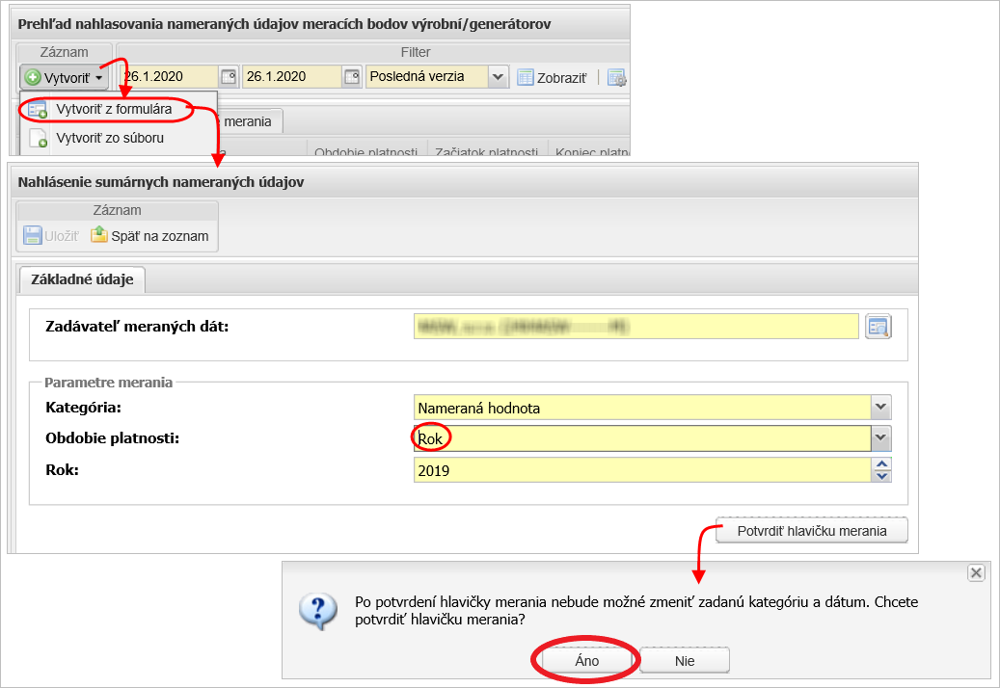 Prehľad nahlasovania nameraných údajov meracích bodov výrobní/generátorov
Záznam
Filter
Vytvoriť
26.1.2020
26.1.2020
Posledná verzia
Zobraziť
Vytvoriť z formulára
merania
Vytvoriť zo súboru
Obdobie platnosti
Začiatok platnosti
Koniec
Nahlásenie sumárnych nameraných údajov
Záznam
Uložiť
Späť na zoznam
Základné údaje
Zadávateľ meraných dát:
Parametre merania
Kategória:
Nameraná hodnota
Obdobie platnosti:
Rok
Rok:
2019
Potvrdiť hlavičku merania
Po potvrdení hlavičky merania nebude možné zmeniť zadanú kategóriu a dátum. Chcete
potvrdiť hlavičku merania?
Áno
Nie